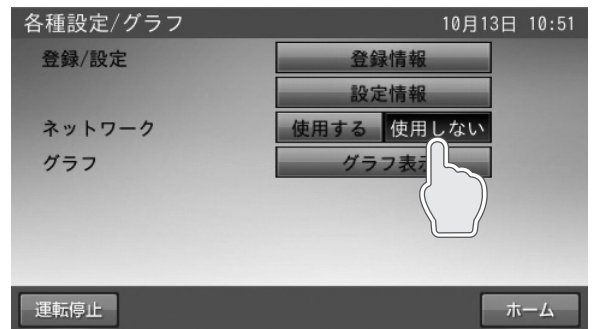 各種設定/グラフ 10月13日 10:51
登録/設定 登録情報
設定情報
ネットワーク 使用する 使用しない
グラフ グラフ表示
運転停止 ホーム